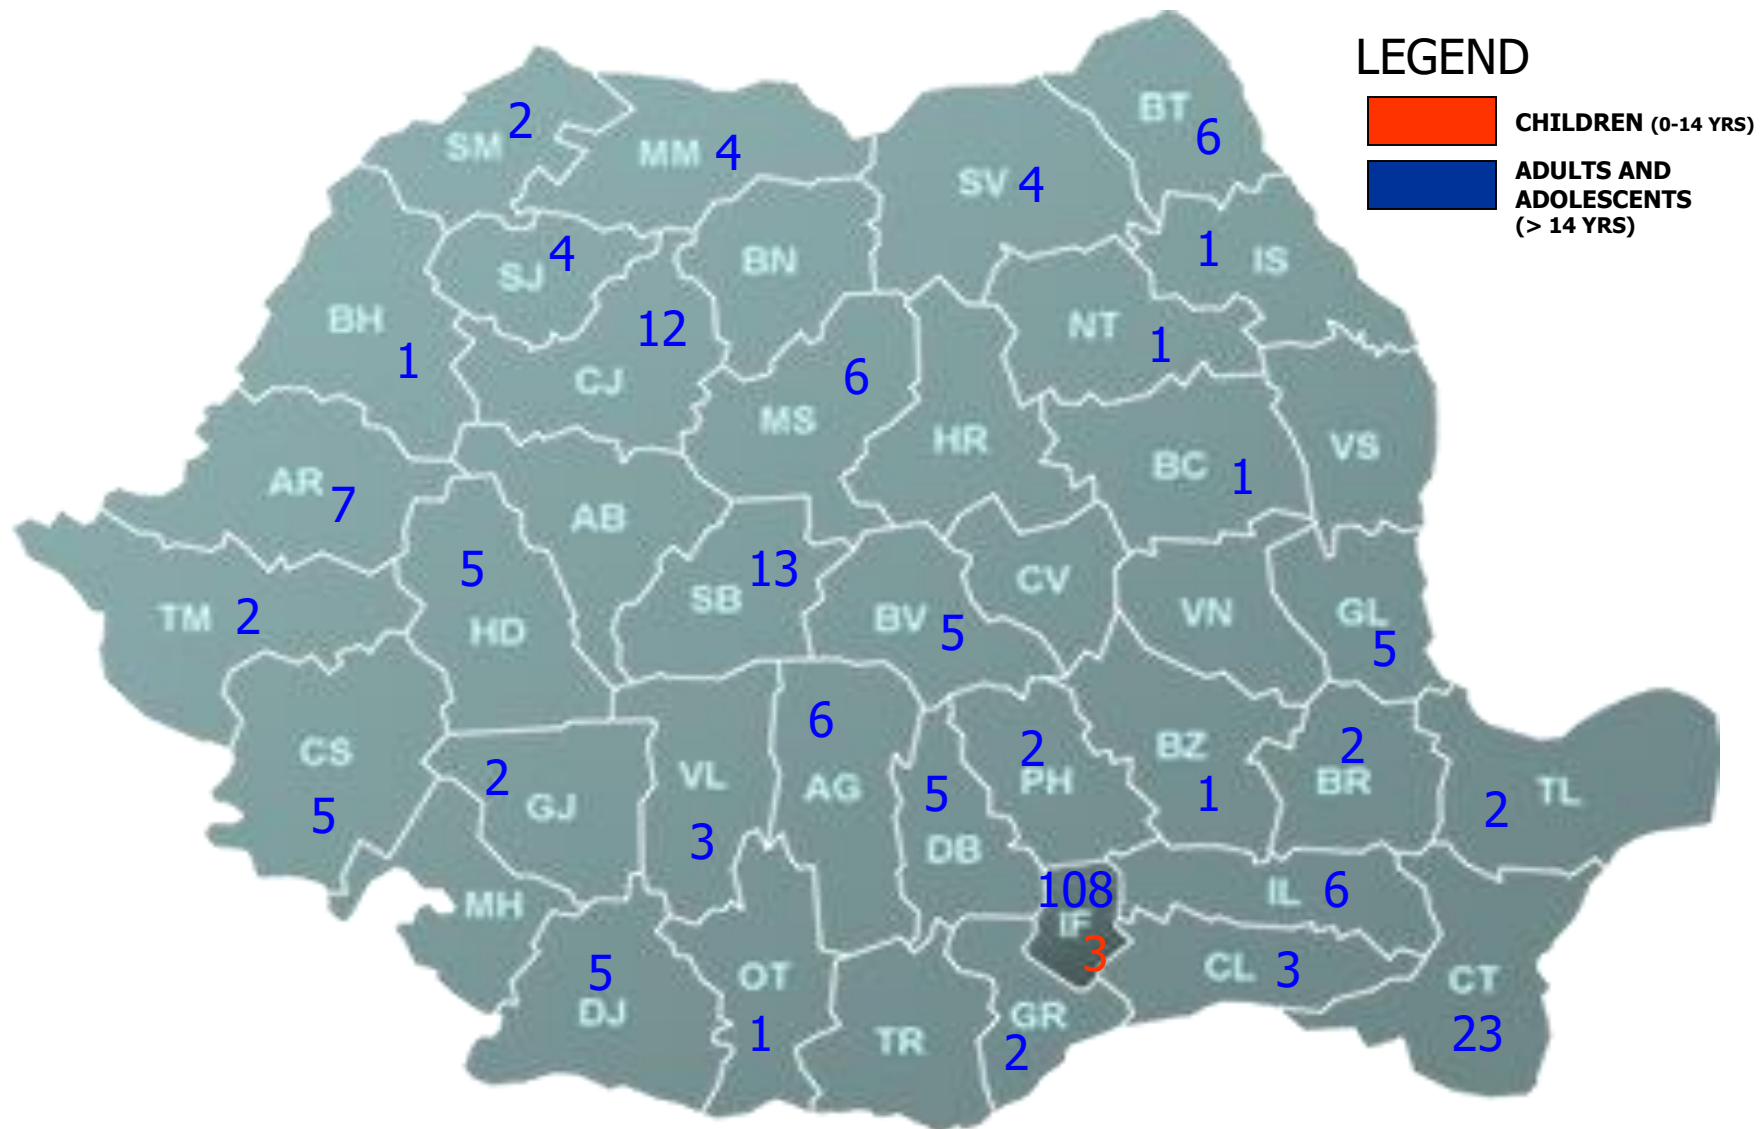 LEGEND
CHILDREN (0-14 YRS)
ADULTS AND
ADOLESCENTS
(> 14 YRS)
BT
6
SM 2
MM 4
SV 4
SJ 4
BN
1 IS
BH
1
12
CJ
NT 1
6
MS
HR
BC 1
VS
AR 7
AB
5
HD
13
SB
CV
TM 2
BV 5
VN
GL
5
CS
5
2
GJ
VL
3
6
AG
5
DB
2
PH
BZ
1
2
BR
2 TL
MH
108
IF
3
IL 6
5
DJ
OT
1
TR
GR
2
CL 3
CT
23